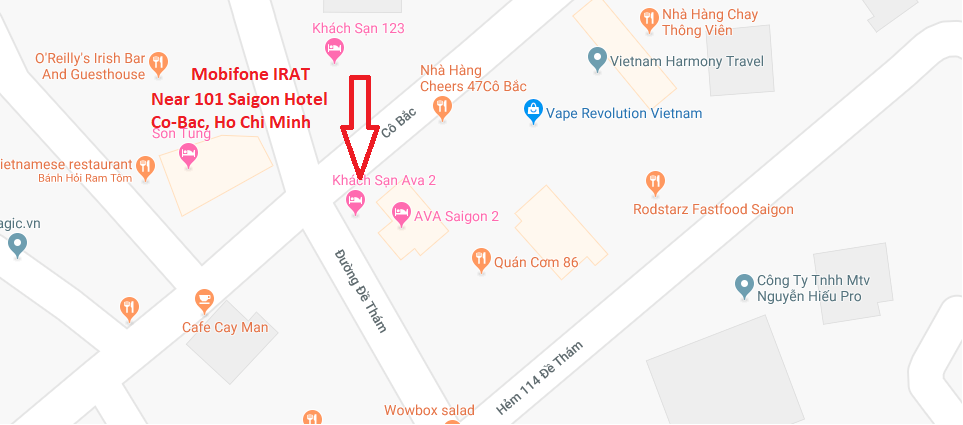 Khách Sạn 123
Nhà Hàng Chay
Thông Viên
O'Reilly's Irish Bar
And Guesthouse
Vietnam Harmony Travel
Mobifone IRAT
Near 101 Saigon Hotel
Co-Bac, Ho Chi Minh
Nhà Hàng
Cheers 47Cô Bắc
Vape Revolution Vietnam
Cô Bắc
Son Tung
ietnamese restaurant
Bánh Hỏi Ram Tôm
Khách Sạn Ava 2
AVA Saigon 2
Rodstarz Fastfood Saigon
agic.vn
Quán Cơm 86
Đường Đề Thám
Công Ty Tnhh Mtv
Nguyễn Hiếu Pro
Cafe Cay Man
Hẻm 114 Đề Thám
Wowbox salad